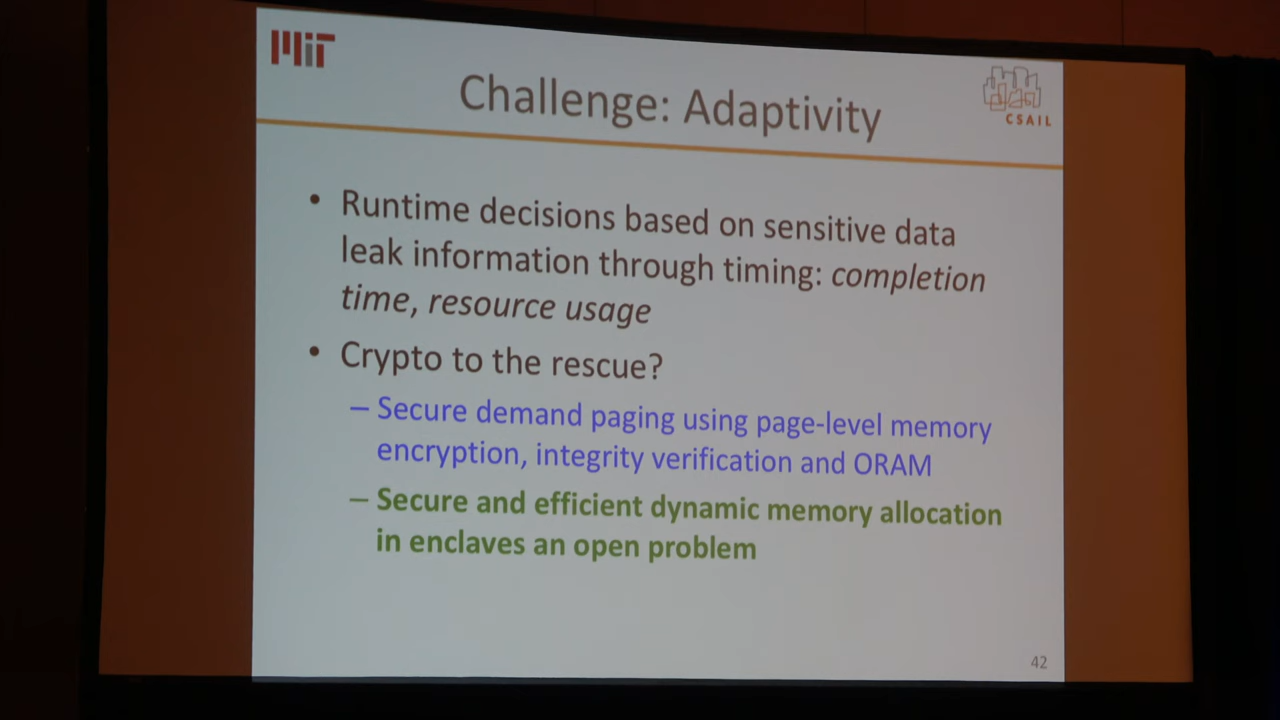 MIT
Challenge: Adaptivity
CSAIL
• Runtime decisions based on sensitive data
leak information through timing: completion
time, resource usage
• Crypto to the rescue?
– Secure demand paging using page-level memory
encryption, integrity verification and ORAM
– Secure and efficient dynamic memory allocation
in enclaves an open problem
42